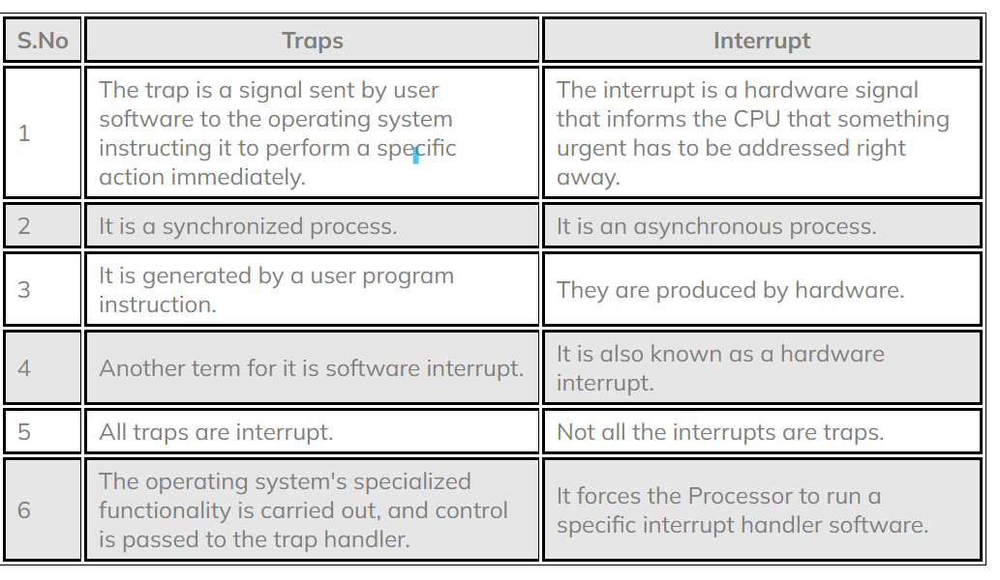 S.No Traps Interrupt
The trap is a signal sent by user
software to the operating system
instructing it to perform a specific
action immediately.
1
The interrupt is a hardware signal
that informs the CPU that something
urgent has to be addressed right
away.
2 It is a synchronized process. It is an asynchronous process.
3
It is generated by a user program
instruction.
They are produced by hardware.
4 Another term for it is software interrupt.
It is also known as a hardware
interrupt.
5 All traps are interrupt. Not all the interrupts are traps.
6
The operating system's specialized
functionality is carried out, and control
is passed to the trap handler.
It forces the Processor to run a
specific interrupt handler software.